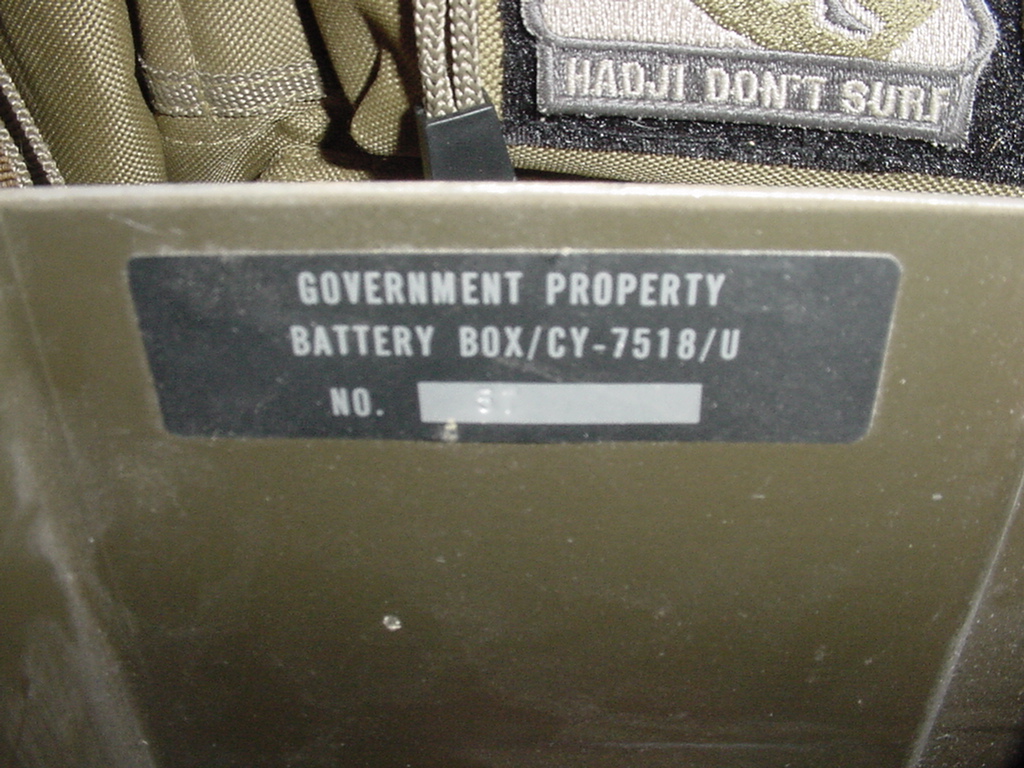 HADJI DON'T SURF
GOVERNMENT PROPERTY
BATTERY BOX/CY-7518/U
NO.